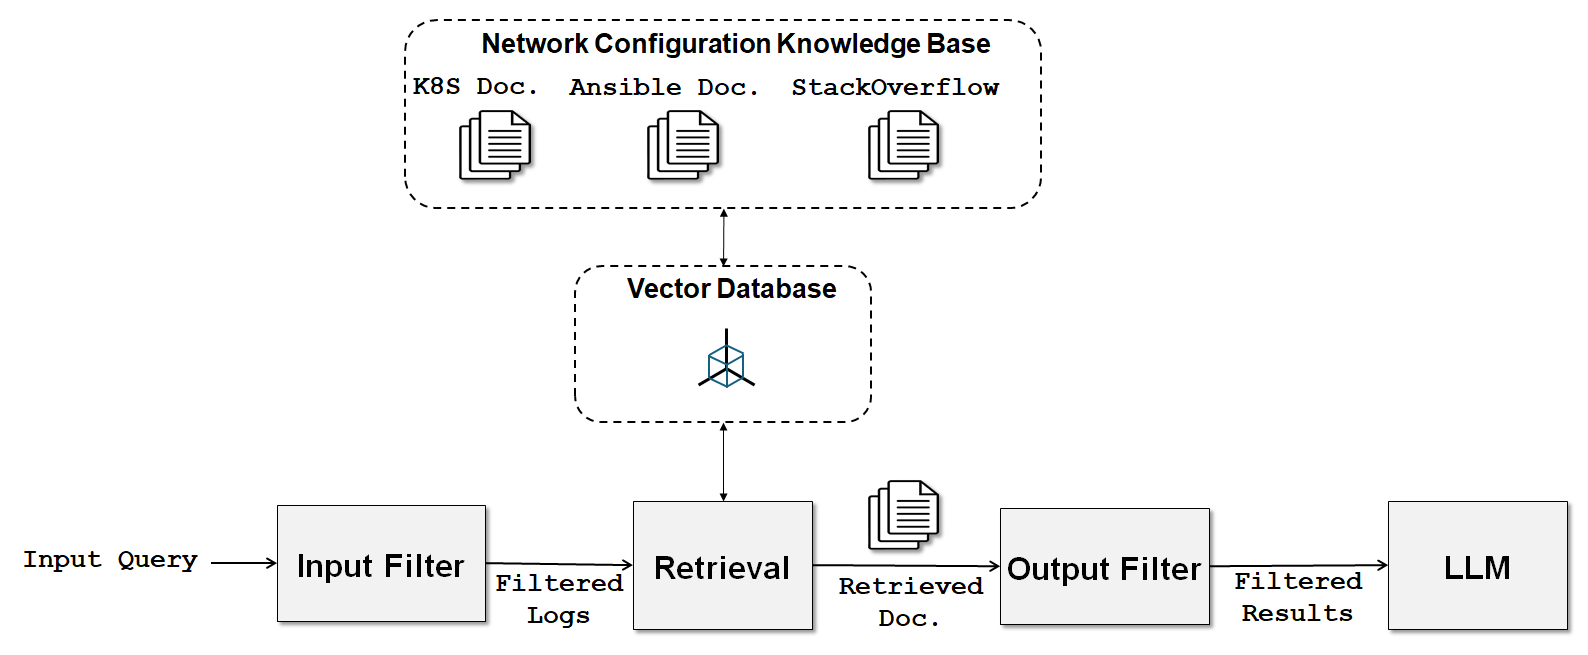 Network Configuration Knowledge Base
K8S Doc. Ansible Doc. StackOverflow
Vector Database
Input Query
Input Filter
Filtered
Logs
Retrieval
Retrieved
Doc.
Output Filter
Filtered
Results
LLM